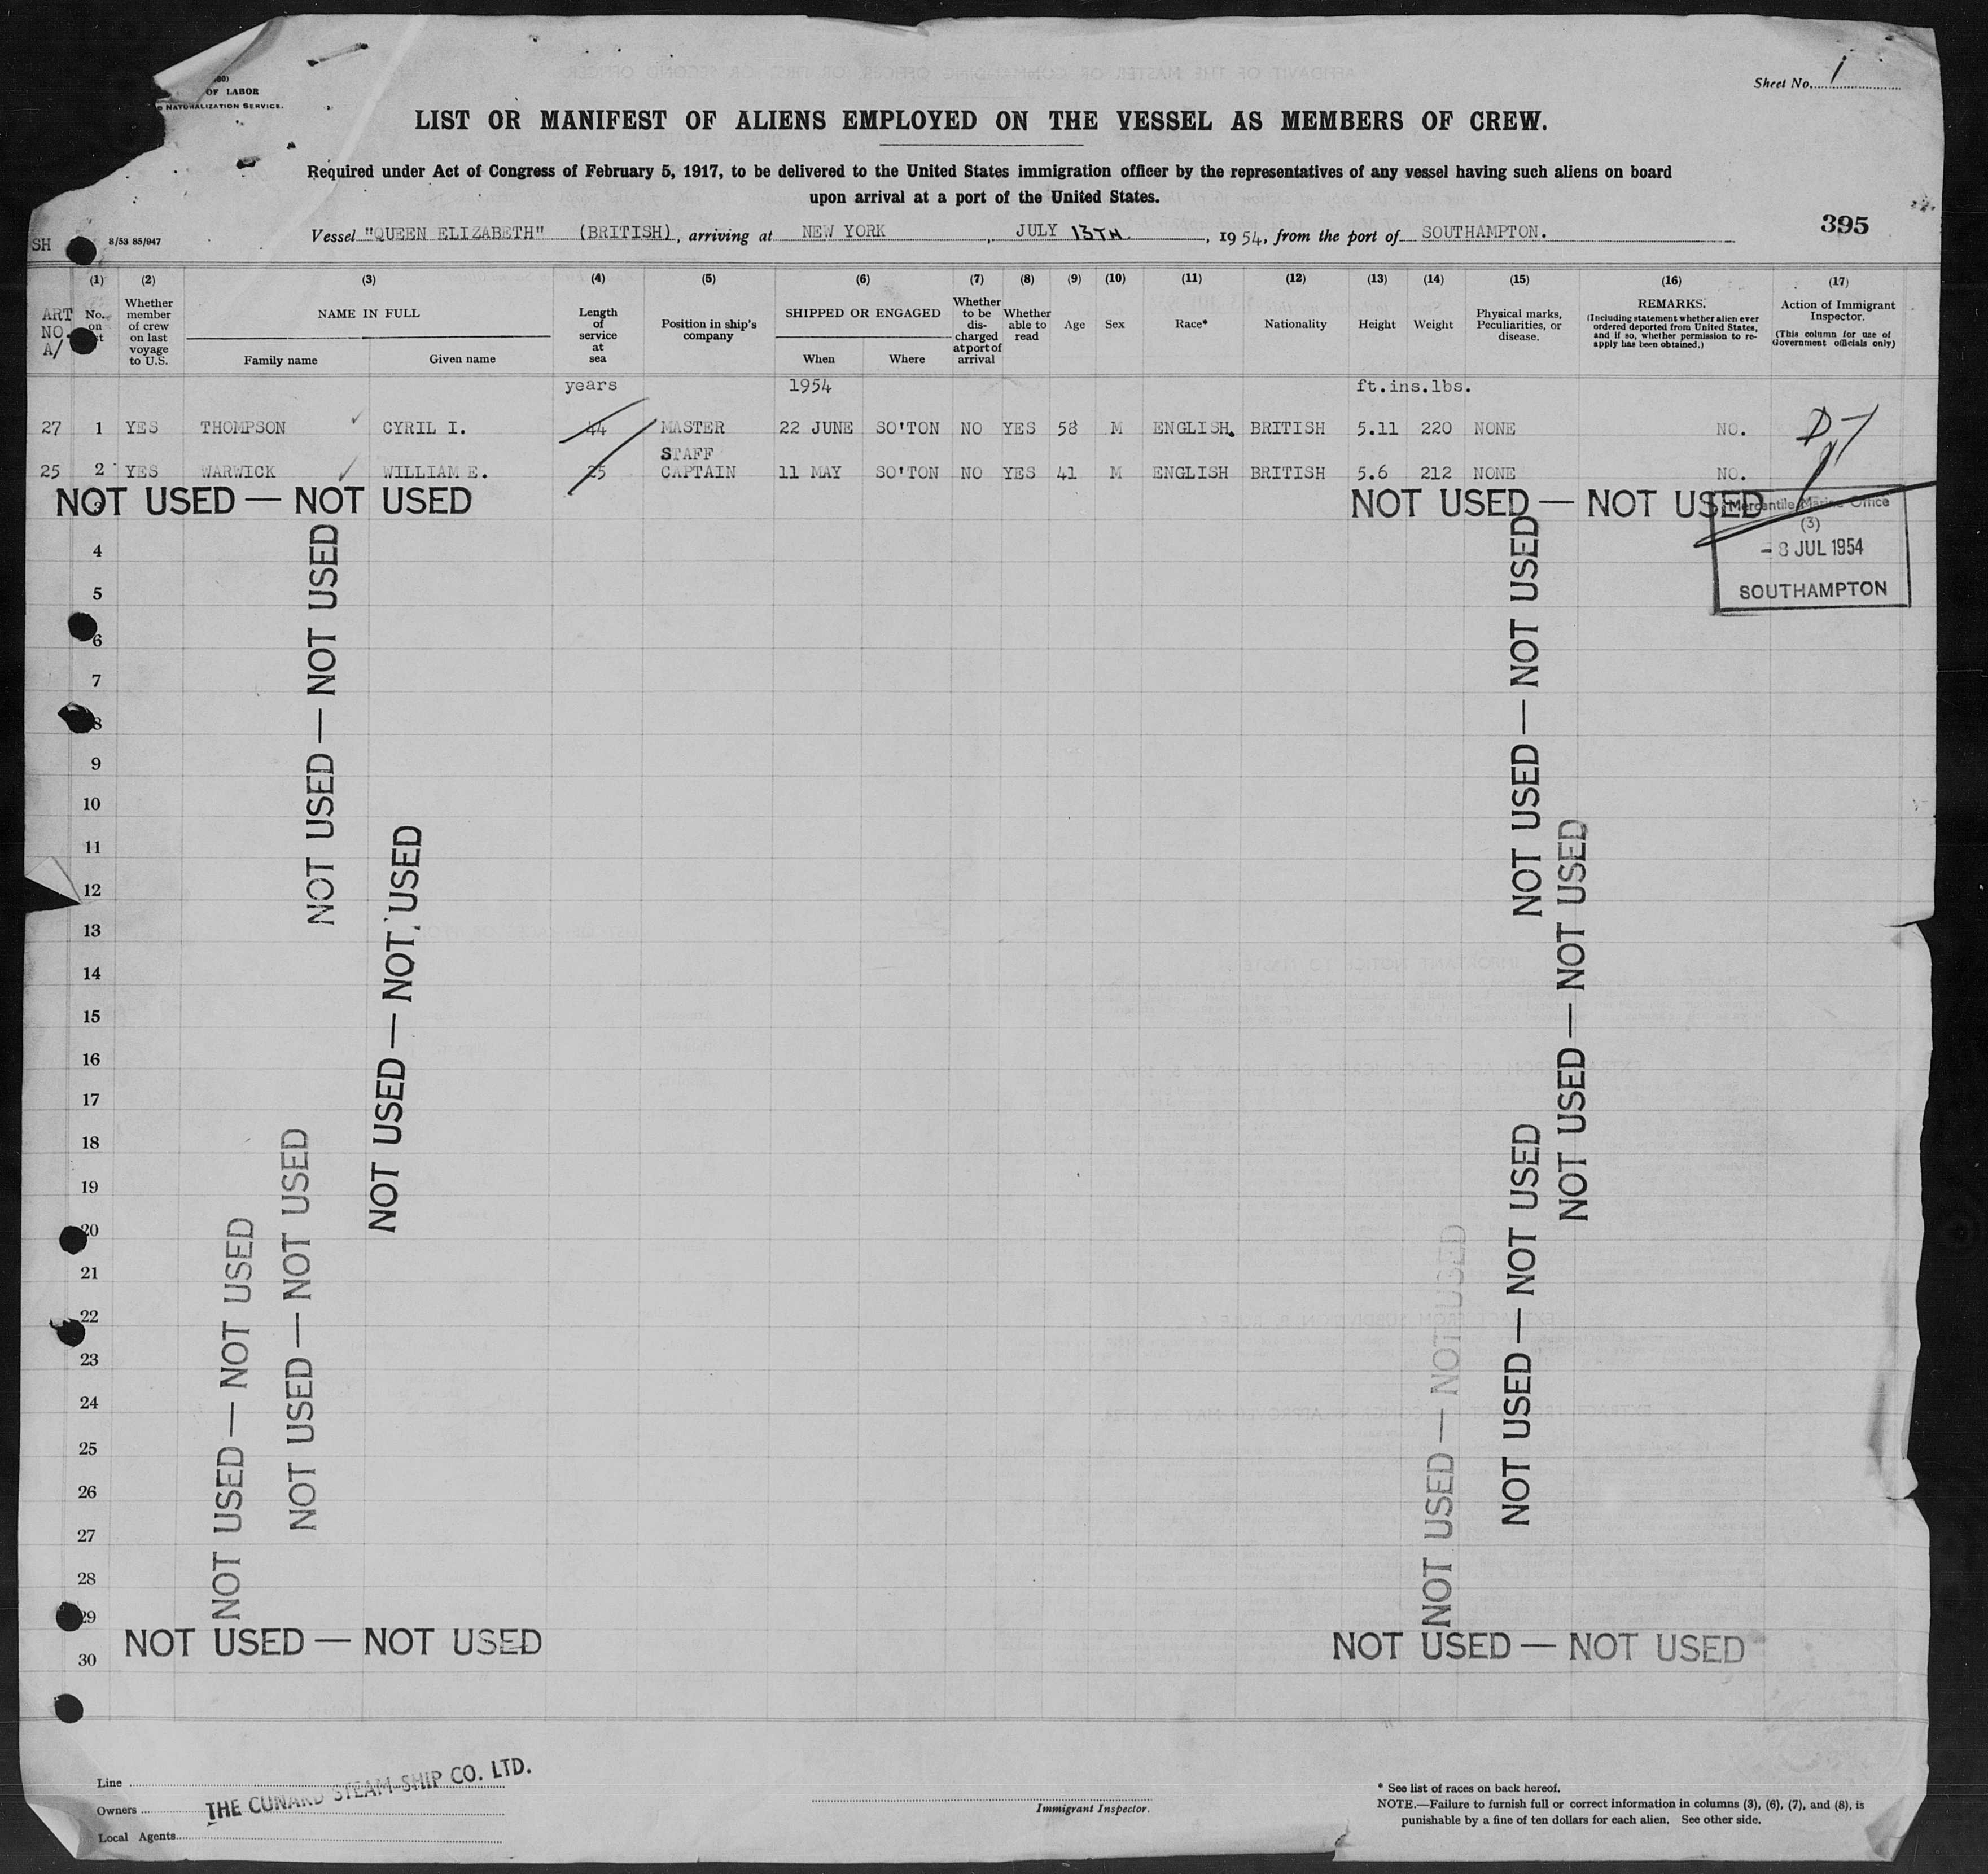 80)
OF LABOR
NATURALIZATION SERVICE.
Sheet No. 1
LIST OR MANIFEST OF ALIENS EMPLOYED ON THE VESSEL AS MEMBERS OF CREW.
Required under Act of Congress of February 5, 1917, to be delivered to the United States immigration officer by the representatives of any vessel having such aliens on board
upon arrival at a port of the United States.
395
SH 8/53 85/947
Vessel "QUEEN ELIZABETH" (BRITISH), arriving at NEW YORK, JULY 13TH., 1954, from the port of SOUTHAMPTON.
ART NO. A/
(1) No. on
(2) Whether member of crew on last voyage to U.S.
(3) NAME IN FULL Family name Given name
(4) Length of service at sea
(5) Position in ship's company
(6) SHIPPED OR ENGAGED When Where
(7) Whether to be discharged at port of arrival
(8) Whether able to read
(9) Age
(10) Sex
(11) Race*
(12) Nationality
(13) Height
(14) Weight
(15) Physical marks, Peculiarities, or disease.
(16) REMARKS. (Including statement whether alien ever ordered deported from United States, and if so, whether permission to re-apply has been obtained.)
(17) Action of Immigrant Inspector. (This column for use of Government officials only)
years 1954 ft.ins.lbs.
27 1 YES THOMPSON CYRIL I. 44 MASTER 22 JUNE SO'TON NO YES 58 M ENGLISH. BRITISH 5.11 220 NONE NO.
25 2 YES WARWICK WILLIAM E. 25 STAFF CAPTAIN 11 MAY SO'TON NO YES 41 M ENGLISH BRITISH 5.6 212 NONE NO.
NOT USED — NOT USED
NOT USED — NOT USED
Mercantile Marine Office
(3)
- 8 JUL 1954
SOUTHAMPTON
NOT USED — NOT USED
NOT USED — NOT USED
NOT USED — NOT USED
NOT USED — NOT USED
NOT USED — NOT USED
NOT USED — NOT USED
NOT USED — NOT USED
NOT USED — NOT USED
4
5
6
7
8
9
10
11
12
13
14
15
16
17
18
19
20
21
22
23
24
25
26
27
28
29
30
NOT USED — NOT USED
NOT USED — NOT USED
Line
Owners THE CUNARD STEAM-SHIP CO. LTD.
Local Agents
Immigrant Inspector.
* See list of races on back hereof.
NOTE.—Failure to furnish full or correct information in columns (3), (6), (7), and (8), is
punishable by a fine of ten dollars for each alien. See other side.